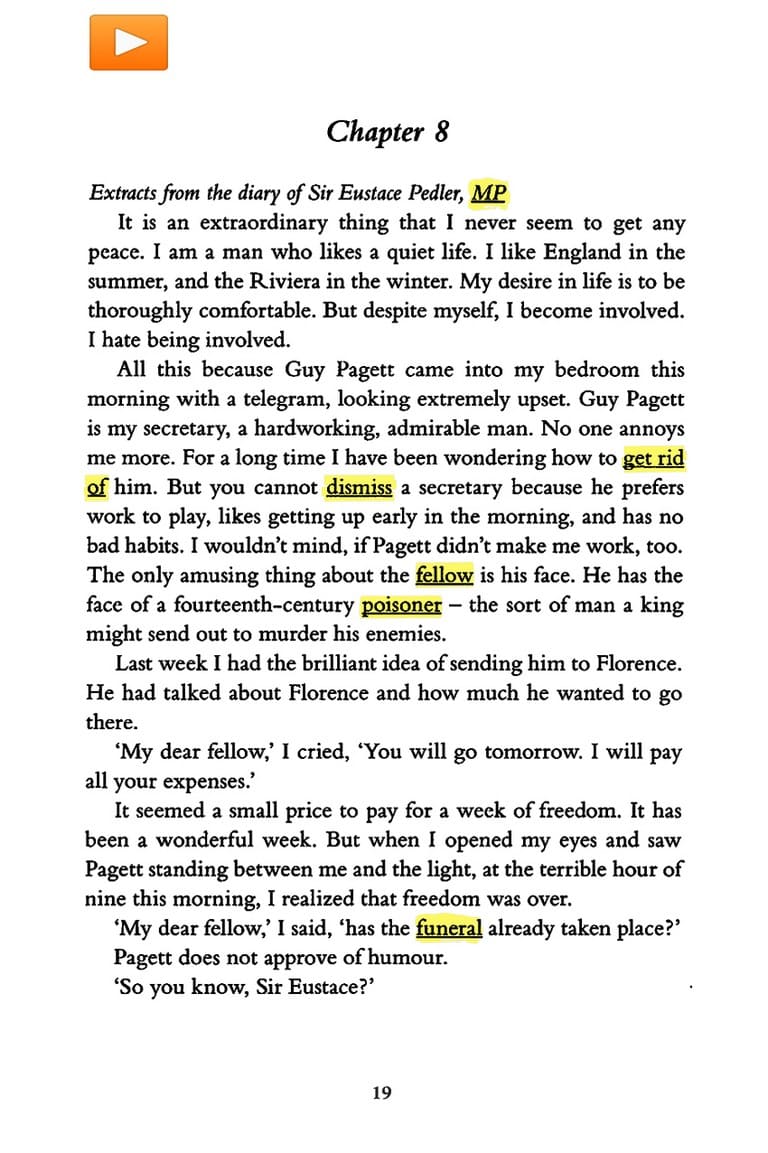 Chapter 8
Extracts from the diary of Sir Eustace Pedler, MP
It is an extraordinary thing that I never seem to get any
peace. I am a man who likes a quiet life. I like England in the
summer, and the Riviera in the winter. My desire in life is to be
thoroughly comfortable. But despite myself, I become involved.
I hate being involved.
All this because Guy Pagett came into my bedroom this
morning with a telegram, looking extremely upset. Guy Pagett
is my secretary, a hardworking, admirable man. No one annoys
me more. For a long time I have been wondering how to get rid
of him. But you cannot dismiss a secretary because he prefers
work to play, likes getting up early in the morning, and has no
bad habits. I wouldn’t mind, if Pagett didn’t make me work, too.
The only amusing thing about the fellow is his face. He has the
face of a fourteenth-century poisoner – the sort of man a king
might send out to murder his enemies.
Last week I had the brilliant idea of sending him to Florence.
He had talked about Florence and how much he wanted to go
there.
‘My dear fellow,’ I cried, ‘You will go tomorrow. I will pay
all your expenses.’
It seemed a small price to pay for a week of freedom. It has
been a wonderful week. But when I opened my eyes and saw
Pagett standing between me and the light, at the terrible hour of
nine this morning, I realized that freedom was over.
‘My dear fellow,’ I said, ‘has the funeral already taken place?’
Pagett does not approve of humour.
‘So you know, Sir Eustace?’
19